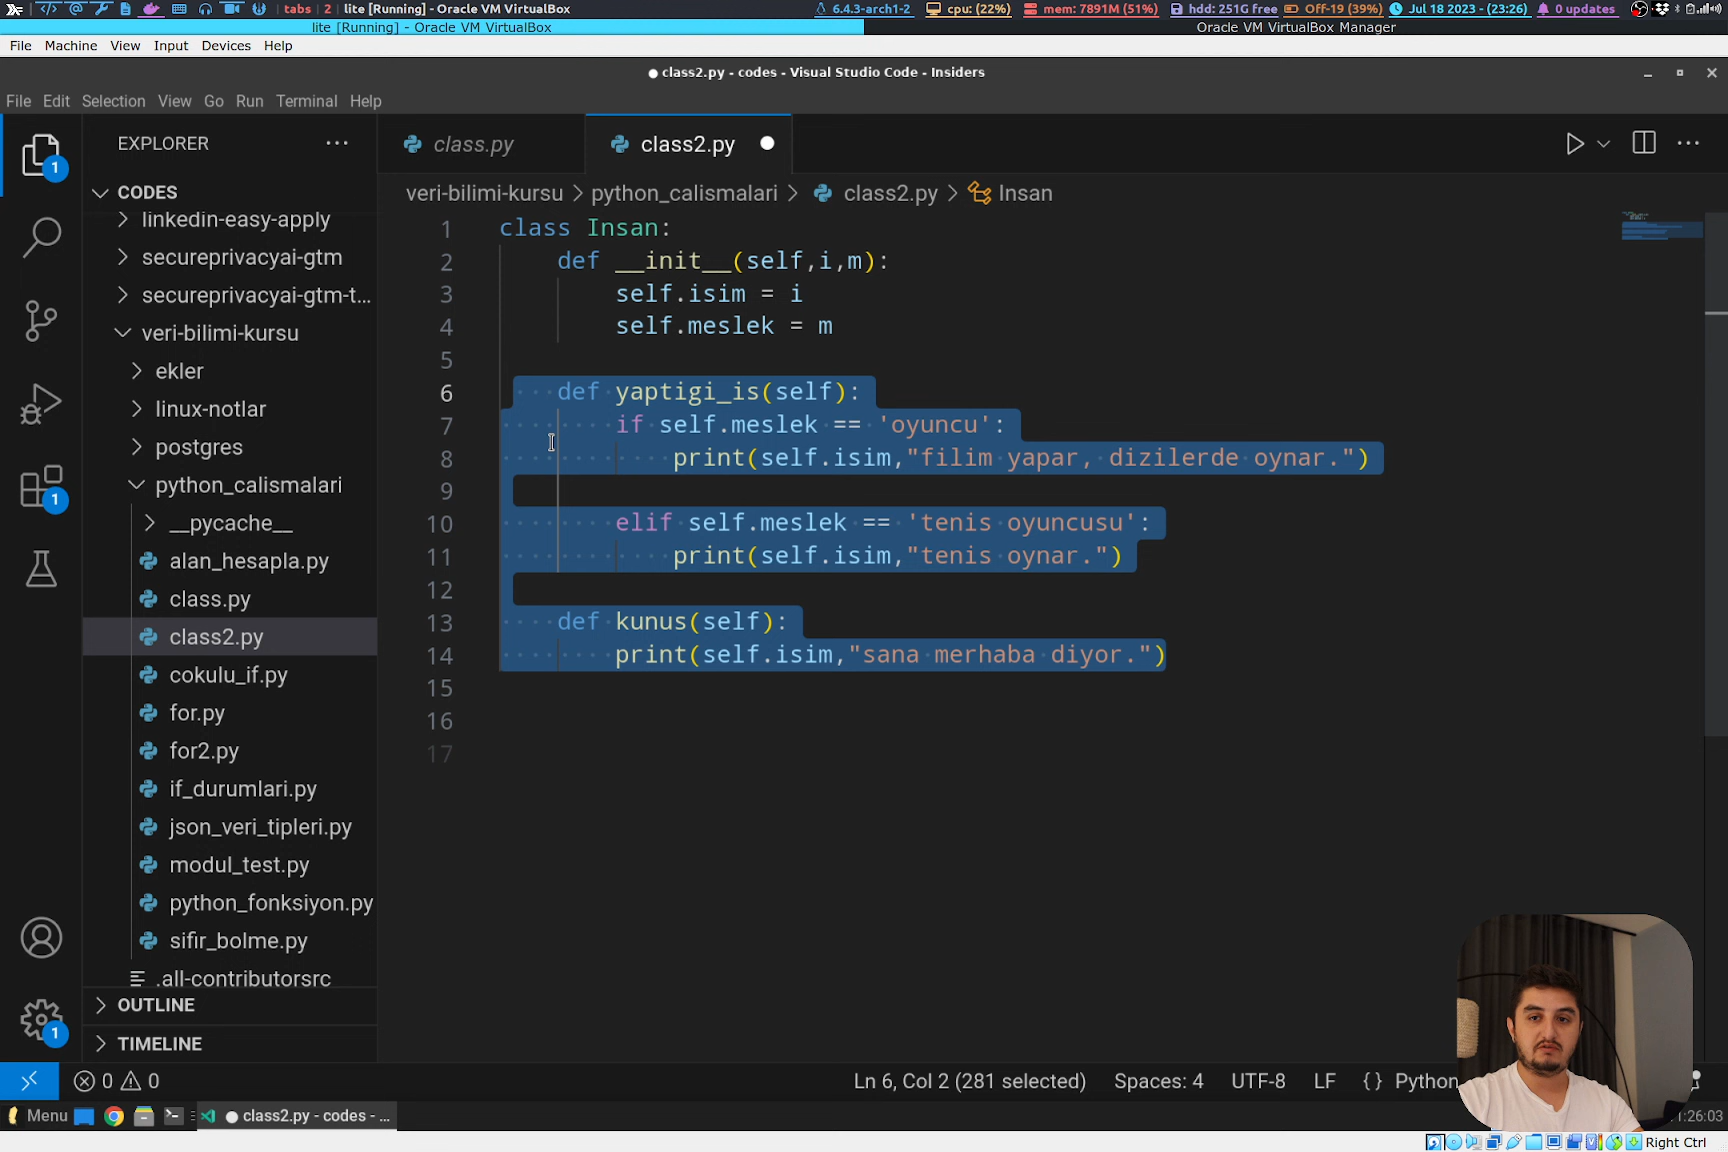 tabs | 2 | lite [Running] - Oracle VM VirtualBox
6.4.3-arch1-2 cpu: (22%) mem: 7891M (51%) hdd: 251G free Off-19 (39%) Jul 18 2023 - (23:26) 0 updates
lite [Running] - Oracle VM VirtualBox
Oracle VM VirtualBox Manager
File Machine View Input Devices Help
class2.py - codes - Visual Studio Code - Insiders
File Edit Selection View Go Run Terminal Help
EXPLORER
class.py
class2.py
1
CODES
veri-bilimi-kursu > python_calismalari > class2.py > Insan
linkedin-easy-apply
secureprivacyai-gtm
secureprivacyai-gtm-t...
veri-bilimi-kursu
ekler
linux-notlar
postgres
python_calismalari
__pycache__
alan_hesapla.py
class.py
class2.py
cokulu_if.py
for.py
for2.py
if_durumlari.py
json_veri_tipleri.py
modul_test.py
python_fonksiyon.py
sifir_bolme.py
.all-contributorsrc
OUTLINE
TIMELINE
1
1
1 class Insan:
2 def __init__(self,i,m):
3 self.isim = i
4 self.meslek = m
5
6 def yaptigi_is(self):
7 if self.meslek == 'oyuncu':
8 print(self.isim,"filim yapar, dizilerde oynar.")
9
10 elif self.meslek == 'tenis oyuncusu':
11 print(self.isim,"tenis oynar.")
12
13 def kunus(self):
14 print(self.isim,"sana merhaba diyor.")
15
16
17
0 0
Ln 6, Col 2 (281 selected) Spaces: 4 UTF-8 LF {} Python
Menu
class2.py - codes - ...
1:26:03
Right Ctrl